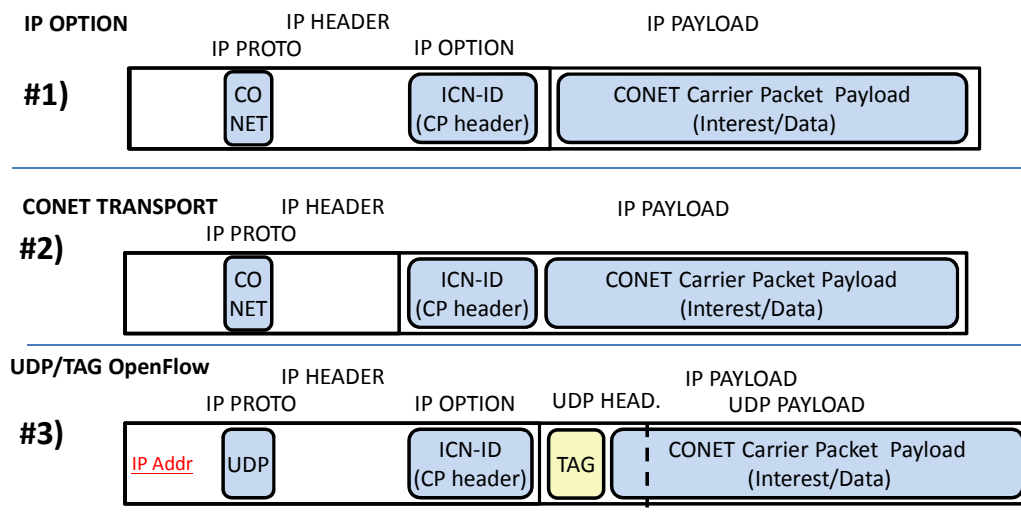 IP OPTION
IP HEADER
IP PAYLOAD
IP PROTO
IP OPTION
#1)
CO
NET
ICN-ID
(CP header)
CONET Carrier Packet Payload
(Interest/Data)
CONET TRANSPORT
IP HEADER
IP PAYLOAD
IP PROTO
#2)
CO
NET
ICN-ID
(CP header)
CONET Carrier Packet Payload
(Interest/Data)
UDP/TAG OpenFlow
IP HEADER
IP PAYLOAD
IP PROTO
IP OPTION
UDP HEAD.
UDP PAYLOAD
#3)
IP Addr
UDP
ICN-ID
(CP header)
TAG
CONET Carrier Packet Payload
(Interest/Data)